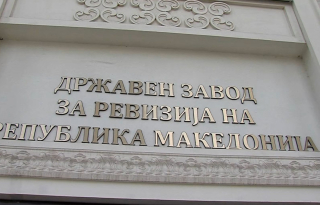 ДРЖАВЕН ЗАВОД
ЗА РЕВИЗИЈА НА
РЕПУБЛИКА МАКЕДОНИЈА